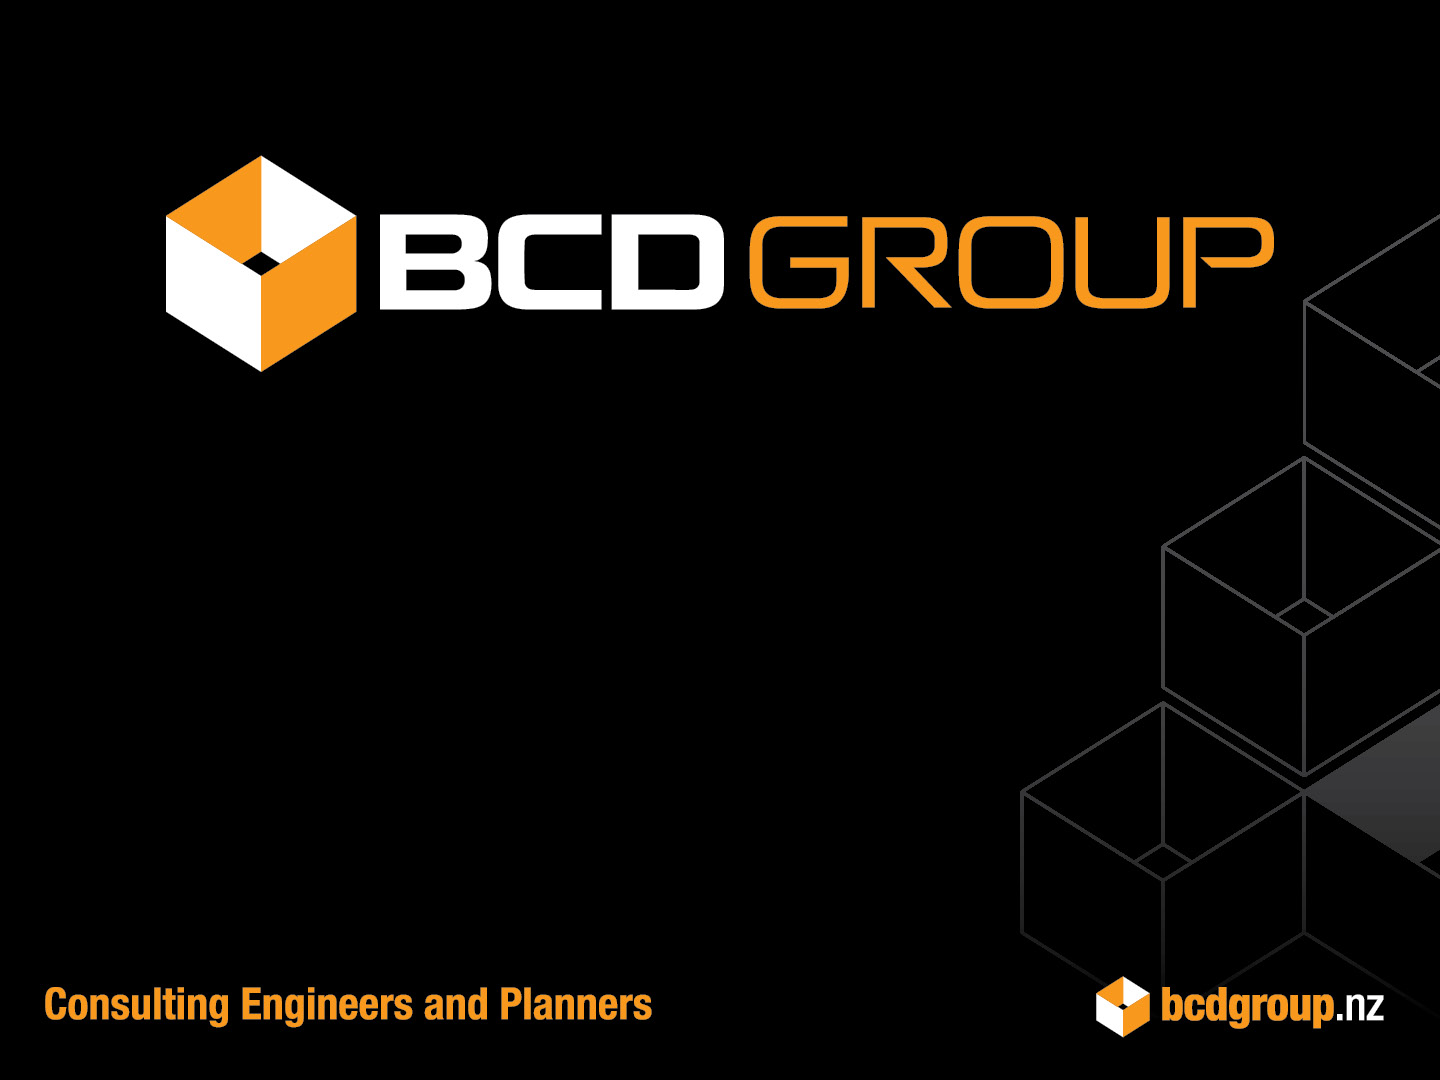 BCD GROUP
Consulting Engineers and Planners
bcdgroup.nz